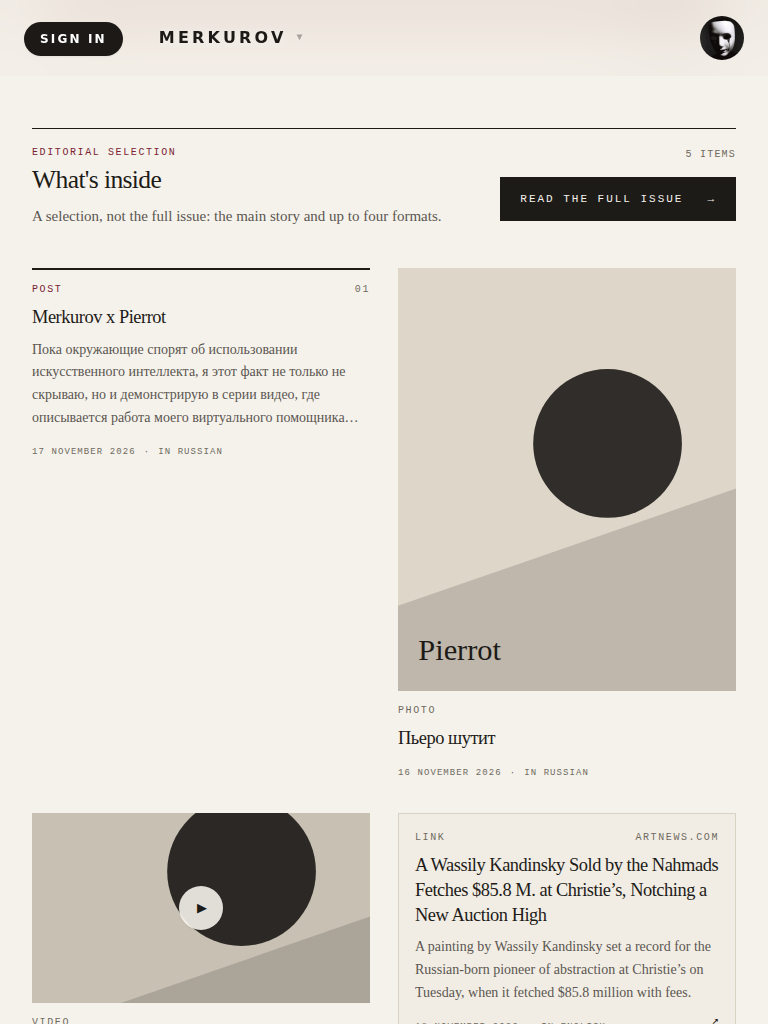 SIGN IN
MERKUROV ▼
EDITORIAL SELECTION
5 ITEMS
What's inside
READ THE FULL ISSUE →
A selection, not the full issue: the main story and up to four formats.
POST
01
Merkurov x Pierrot
Пока окружающие спорят об использовании
искусственного интеллекта, я этот факт не только не
скрываю, но и демонстрирую в серии видео, где
описывается работа моего виртуального помощника…
17 NOVEMBER 2026 · IN RUSSIAN
Pierrot
PHOTO
Пьеро шутит
16 NOVEMBER 2026 · IN RUSSIAN
VIDEO
LINK
ARTNEWS.COM
A Wassily Kandinsky Sold by the Nahmads
Fetches $85.8 M. at Christie’s, Notching a
New Auction High
A painting by Wassily Kandinsky set a record for the
Russian-born pioneer of abstraction at Christie’s on
Tuesday, when it fetched $85.8 million with fees.